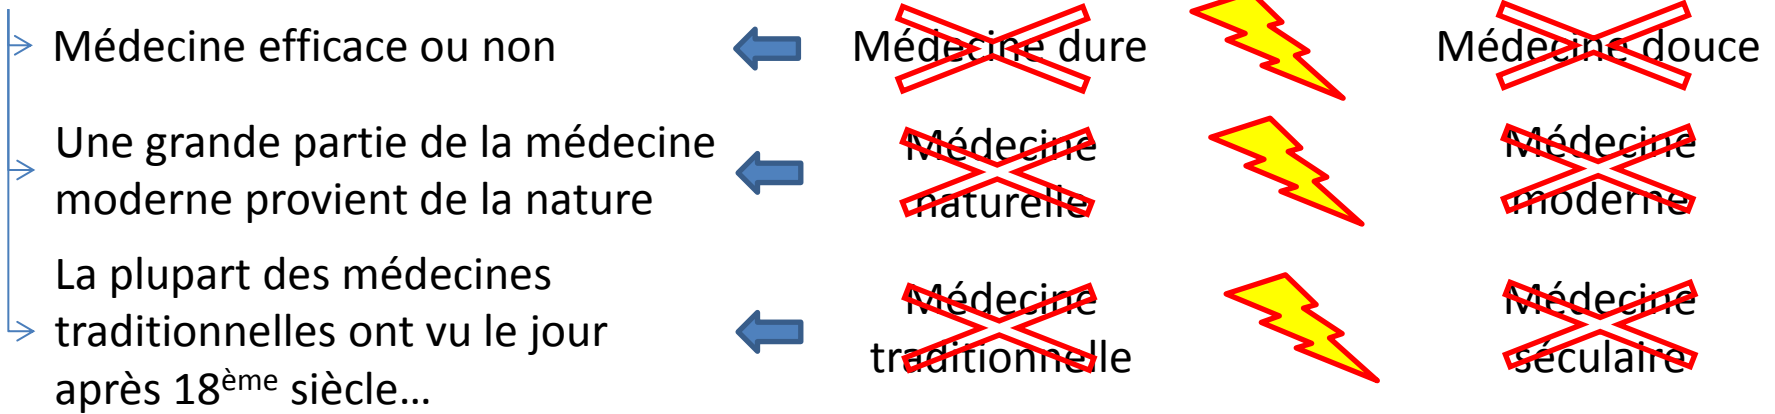 Médecine efficace ou non
Médecine dure
Médecine douce
Une grande partie de la médecine
moderne provient de la nature
Médecine
naturelle
Médecine
moderne
La plupart des médecines
traditionnelles ont vu le jour
après 18ème siècle...
Médecine
traditionnelle
Médecine
séculaire